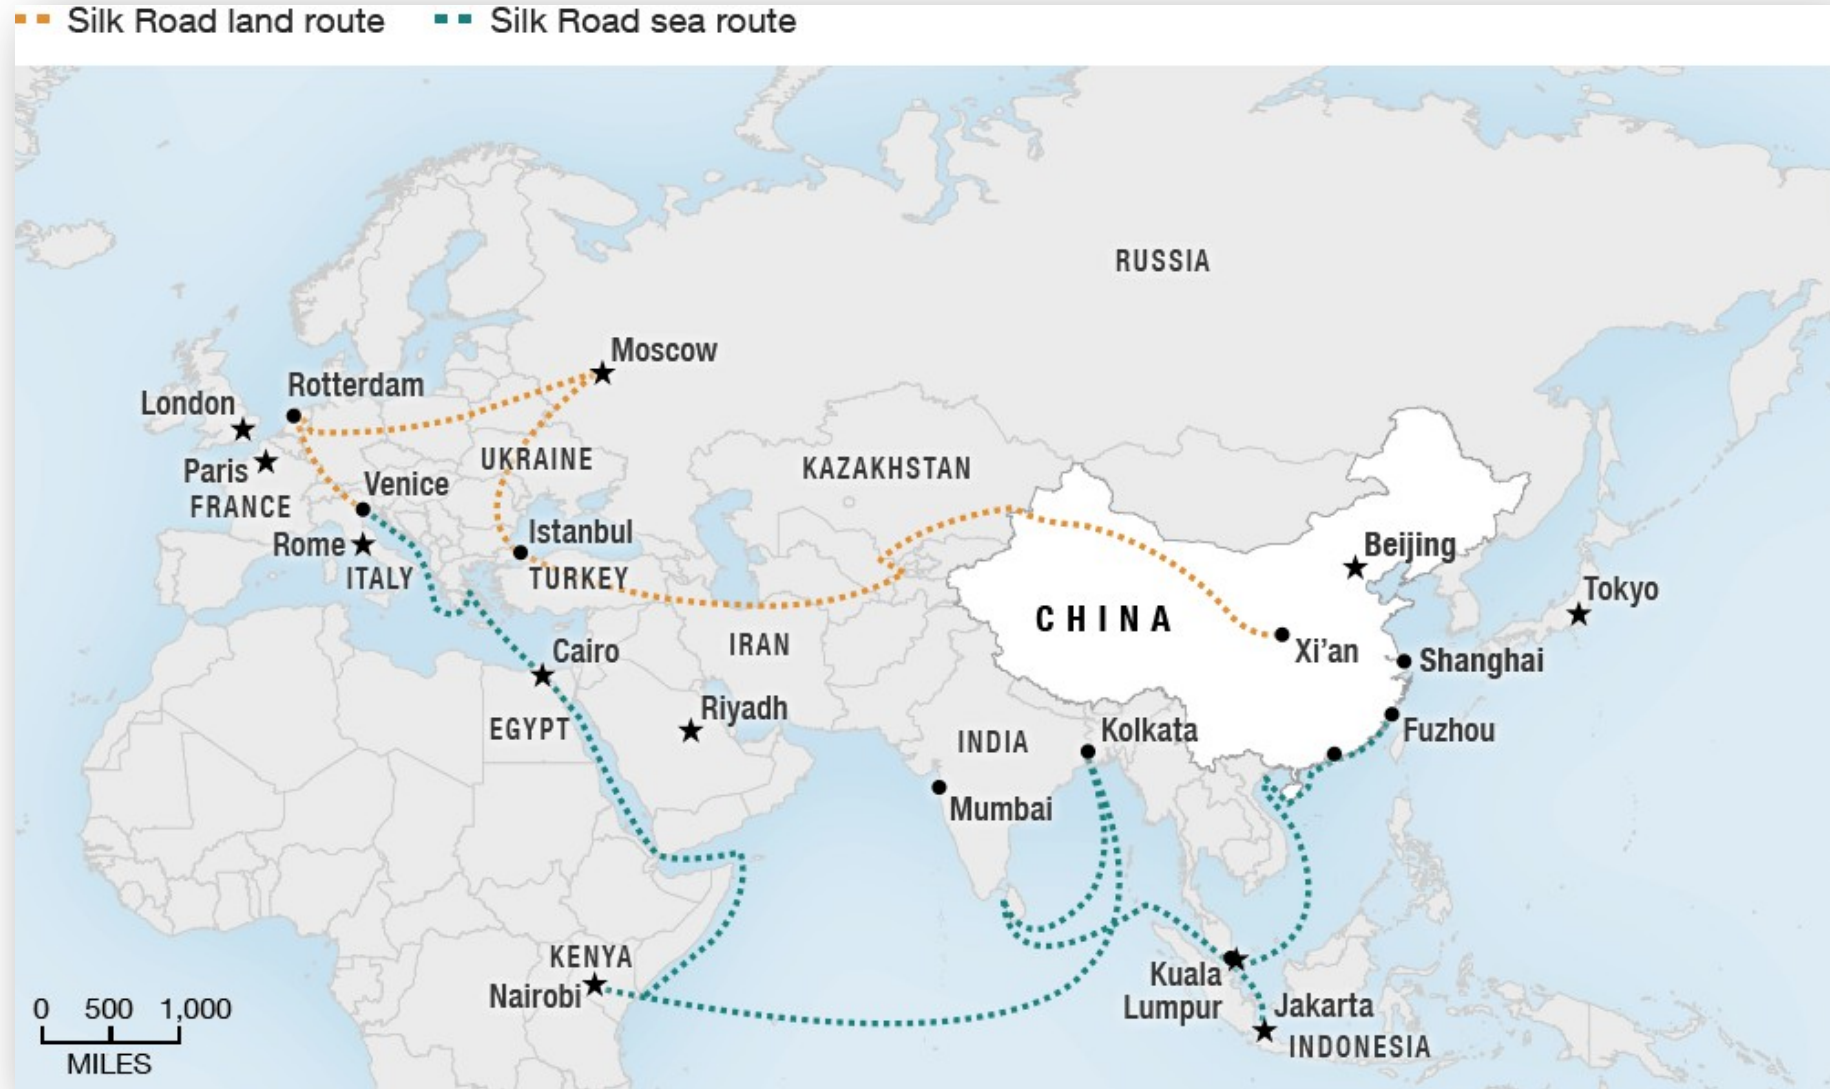 Silk Road land route Silk Road sea route
RUSSIA
Moscow
Rotterdam
London
UKRAINE
KAZAKHSTAN
Paris
Venice
FRANCE
Istanbul
Rome
Beijing
ITALY
TURKEY
Tokyo
CHINA
IRAN
Cairo
Xi’an
Shanghai
Riyadh
EGYPT
INDIA
Kolkata
Fuzhou
Mumbai
KENYA
Nairobi
Kuala
Lumpur
Jakarta
INDONESIA
0 500 1,000
MILES